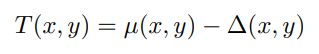 T(x, y) = μ(x, y) − Δ(x, y)